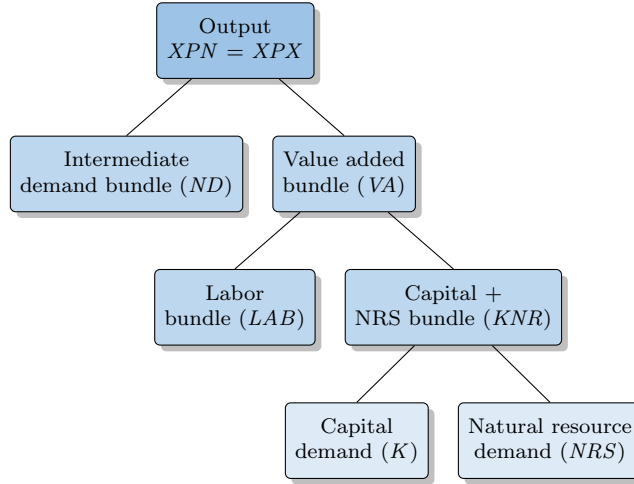 Output
XPN = XPX
Intermediate
demand bundle (ND)
Value added
bundle (VA)
Labor
bundle (LAB)
Capital +
NRS bundle (KNR)
Capital
demand (K)
Natural resource
demand (NRS)